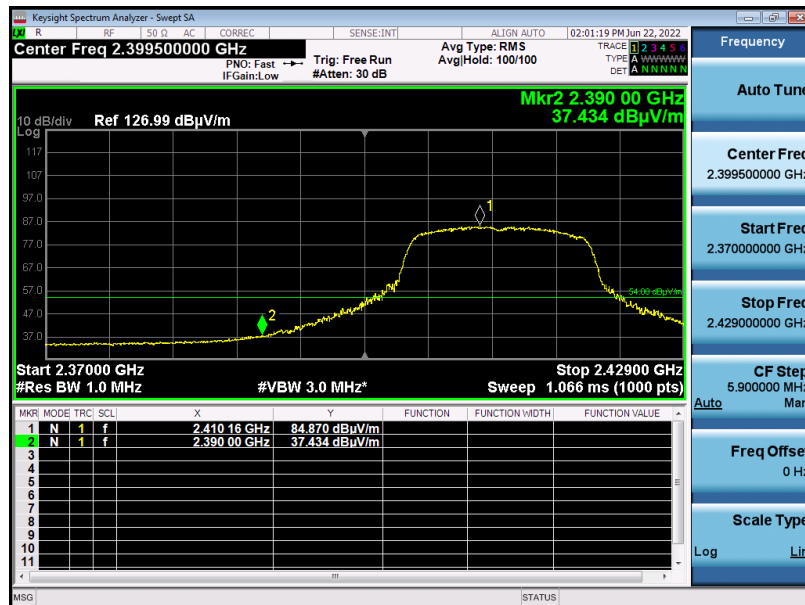 Keysight Spectrum Analyzer - Swept SA
LXI R RF 50 Ω AC CORREC SENSE:INT ALIGN AUTO 02:01:19 PM Jun 22, 2022
Center Freq 2.399500000 GHz
PNO: Fast
IFGain:Low
Trig: Free Run
#Atten: 30 dB
Avg Type: RMS
Avg|Hold: 100/100
TRACE 1 2 3 4 5 6
TYPE A WWWWW
DET A N N N N N
Mkr2 2.390 00 GHz
37.434 dBµV/m
10 dB/div Ref 126.99 dBµV/m
Log
117
107
97.0
87.0
77.0
67.0
57.0
47.0
37.0
1
2
54.00 dBµV/m
Start 2.37000 GHz Stop 2.42900 GHz
#Res BW 1.0 MHz #VBW 3.0 MHz* Sweep 1.066 ms (1000 pts)
MKR MODE TRC SCL X Y FUNCTION FUNCTION WIDTH FUNCTION VALUE
1 N 1 f 2.410 16 GHz 84.870 dBµV/m
2 N 1 f 2.390 00 GHz 37.434 dBµV/m
3
4
5
6
7
8
9
10
11
MSG STATUS
Frequency
Auto Tune
Center Freq
2.399500000 GHz
Start Freq
2.370000000 GHz
Stop Freq
2.429000000 GHz
CF Step
5.900000 MHz
Auto Man
Freq Offset
0 Hz
Scale Type
Log Lin